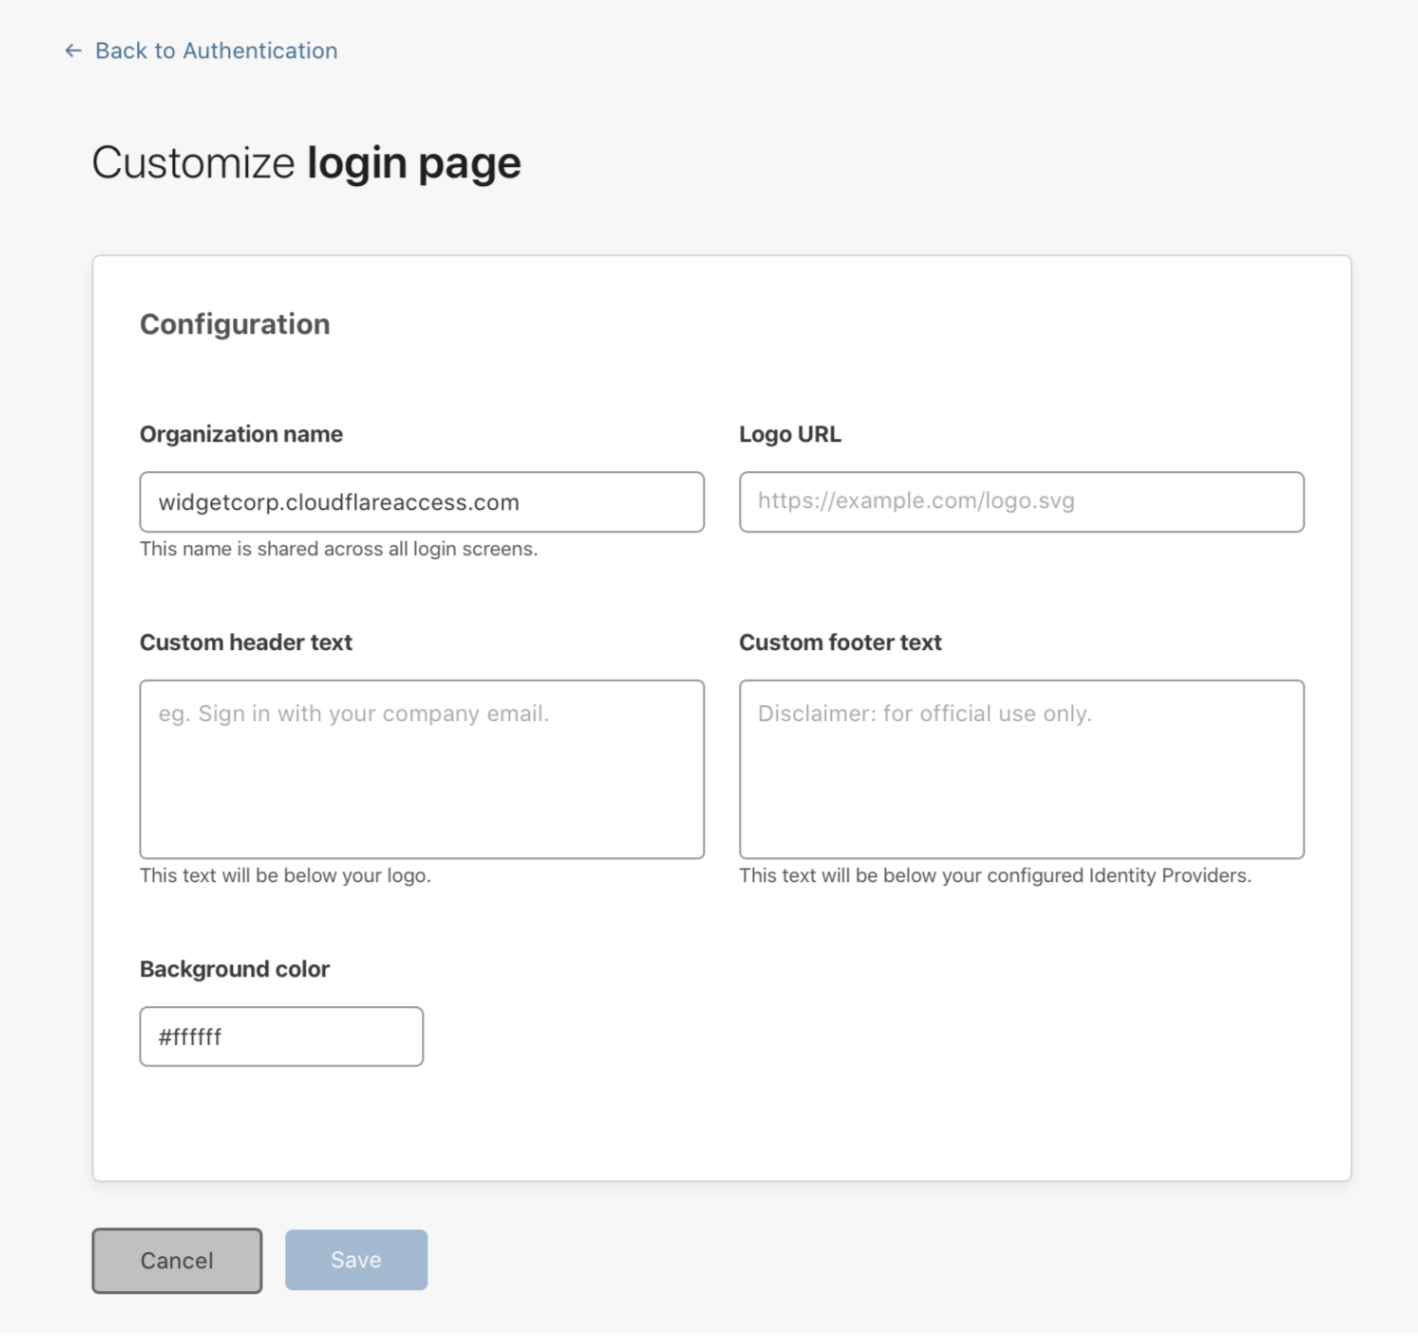 ← Back to Authentication
Customize login page
Configuration
Organization name
widgetcorp.cloudflareaccess.com
This name is shared across all login screens.
Logo URL
https://example.com/logo.svg
Custom header text
eg. Sign in with your company email.
This text will be below your logo.
Custom footer text
Disclaimer: for official use only.
This text will be below your configured Identity Providers.
Background color
#ffffff
Cancel
Save